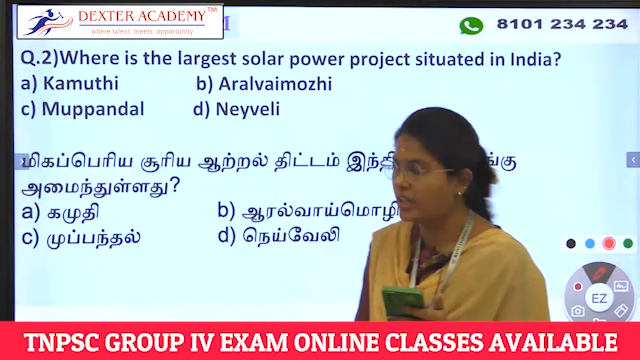 DEXTER ACADEMY™
where talent meets opportunity
8101 234 234
Q.2)Where is the largest solar power project situated in India?
a) Kamuthi b) Aralvaimozhi
c) Muppandal d) Neyveli
மிகப்பெரிய சூரிய ஆற்றல் திட்டம்
அமைந்துள்ளது?
a) கமுதி b) ஆரல்வாய்மொழி
c) முப்பந்தல் d) நெய்வேலி
EZ
TNPSC GROUP IV EXAM ONLINE CLASSES AVAILABLE